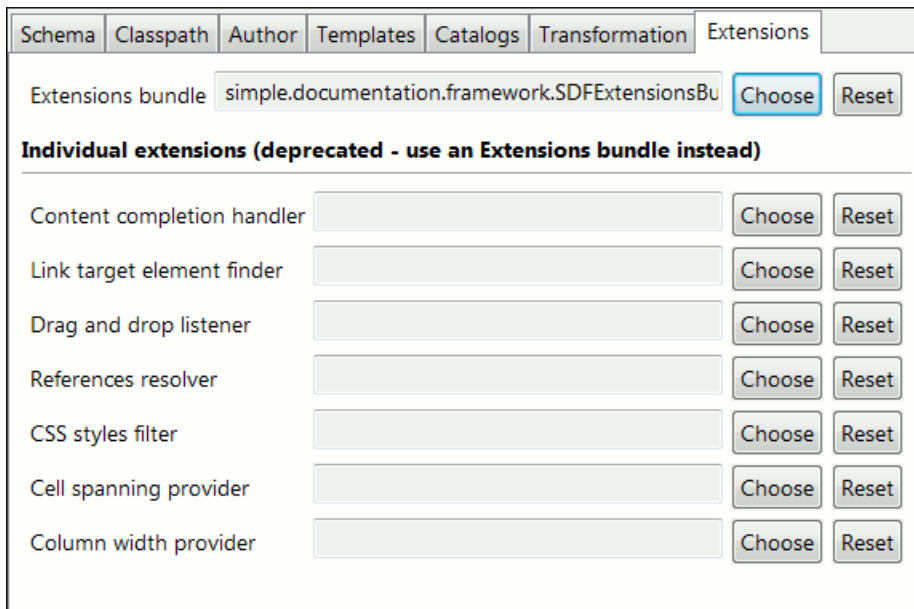 Schema Classpath Author Templates Catalogs Transformation Extensions
Extensions bundle simple.documentation.framework.SDFExtensionsBu Choose Reset
Individual extensions (deprecated - use an Extensions bundle instead)
Content completion handler Choose Reset
Link target element finder Choose Reset
Drag and drop listener Choose Reset
References resolver Choose Reset
CSS styles filter Choose Reset
Cell spanning provider Choose Reset
Column width provider Choose Reset